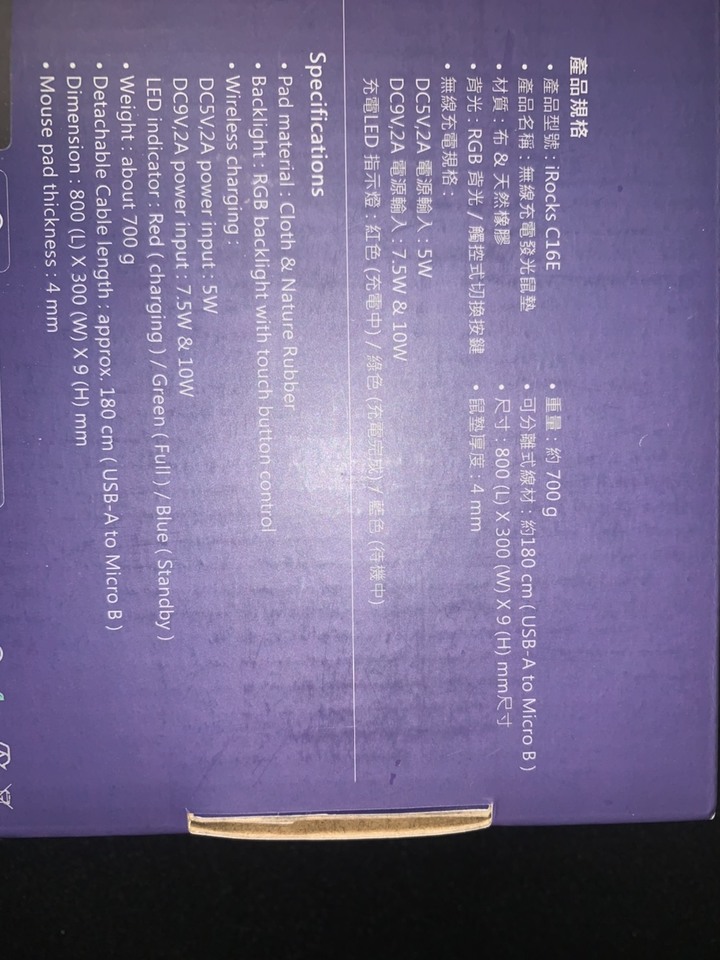 產品規格
• 產品型號 : iRocks C16E
• 產品名稱 : 無線充電發光鼠墊
• 材質 : 布 & 天然橡膠
• 背光 : RGB 背光 / 觸控式切換按鍵
• 無線充電規格 :
DC5V,2A 電源輸入 : 5W
DC9V,2A 電源輸入 : 7.5W & 10W
充電LED 指示燈 : 紅色 (充電中) / 綠色 (充電完成) / 藍色 (待機中)
• 重量 : 約 700 g
• 可分離式線材 : 約180 cm ( USB-A to Micro B )
• 尺寸 : 800 (L) X 300 (W) X 9 (H) mm尺寸
• 鼠墊厚度 : 4 mm
Specifications
• Pad material : Cloth & Nature Rubber
• Backlight : RGB backlight with touch button control
• Wireless charging :
DC5V,2A power input : 5W
DC9V,2A power input : 7.5W & 10W
LED indicator : Red ( charging ) / Green ( Full ) / Blue ( Standby )
• Weight : about 700 g
• Detachable Cable length : approx. 180 cm ( USB-A to Micro B )
• Dimension : 800 (L) X 300 (W) X 9 (H) mm
• Mouse pad thickness : 4 mm